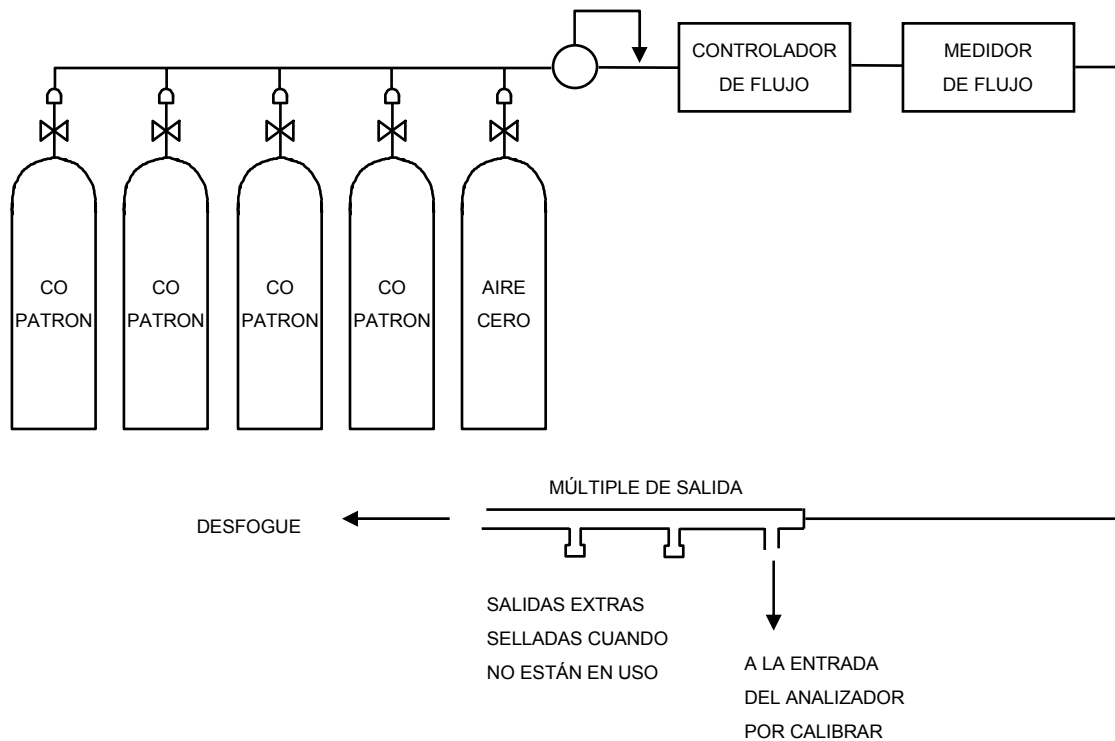 CONTROLADOR
DE FLUJO
MEDIDOR
DE FLUJO
CO
PATRON
CO
PATRON
CO
PATRON
CO
PATRON
AIRE
CERO
MÚLTIPLE DE SALIDA
DESFOGUE
SALIDAS EXTRAS
SELLADAS CUANDO
NO ESTÁN EN USO
A LA ENTRADA
DEL ANALIZADOR
POR CALIBRAR